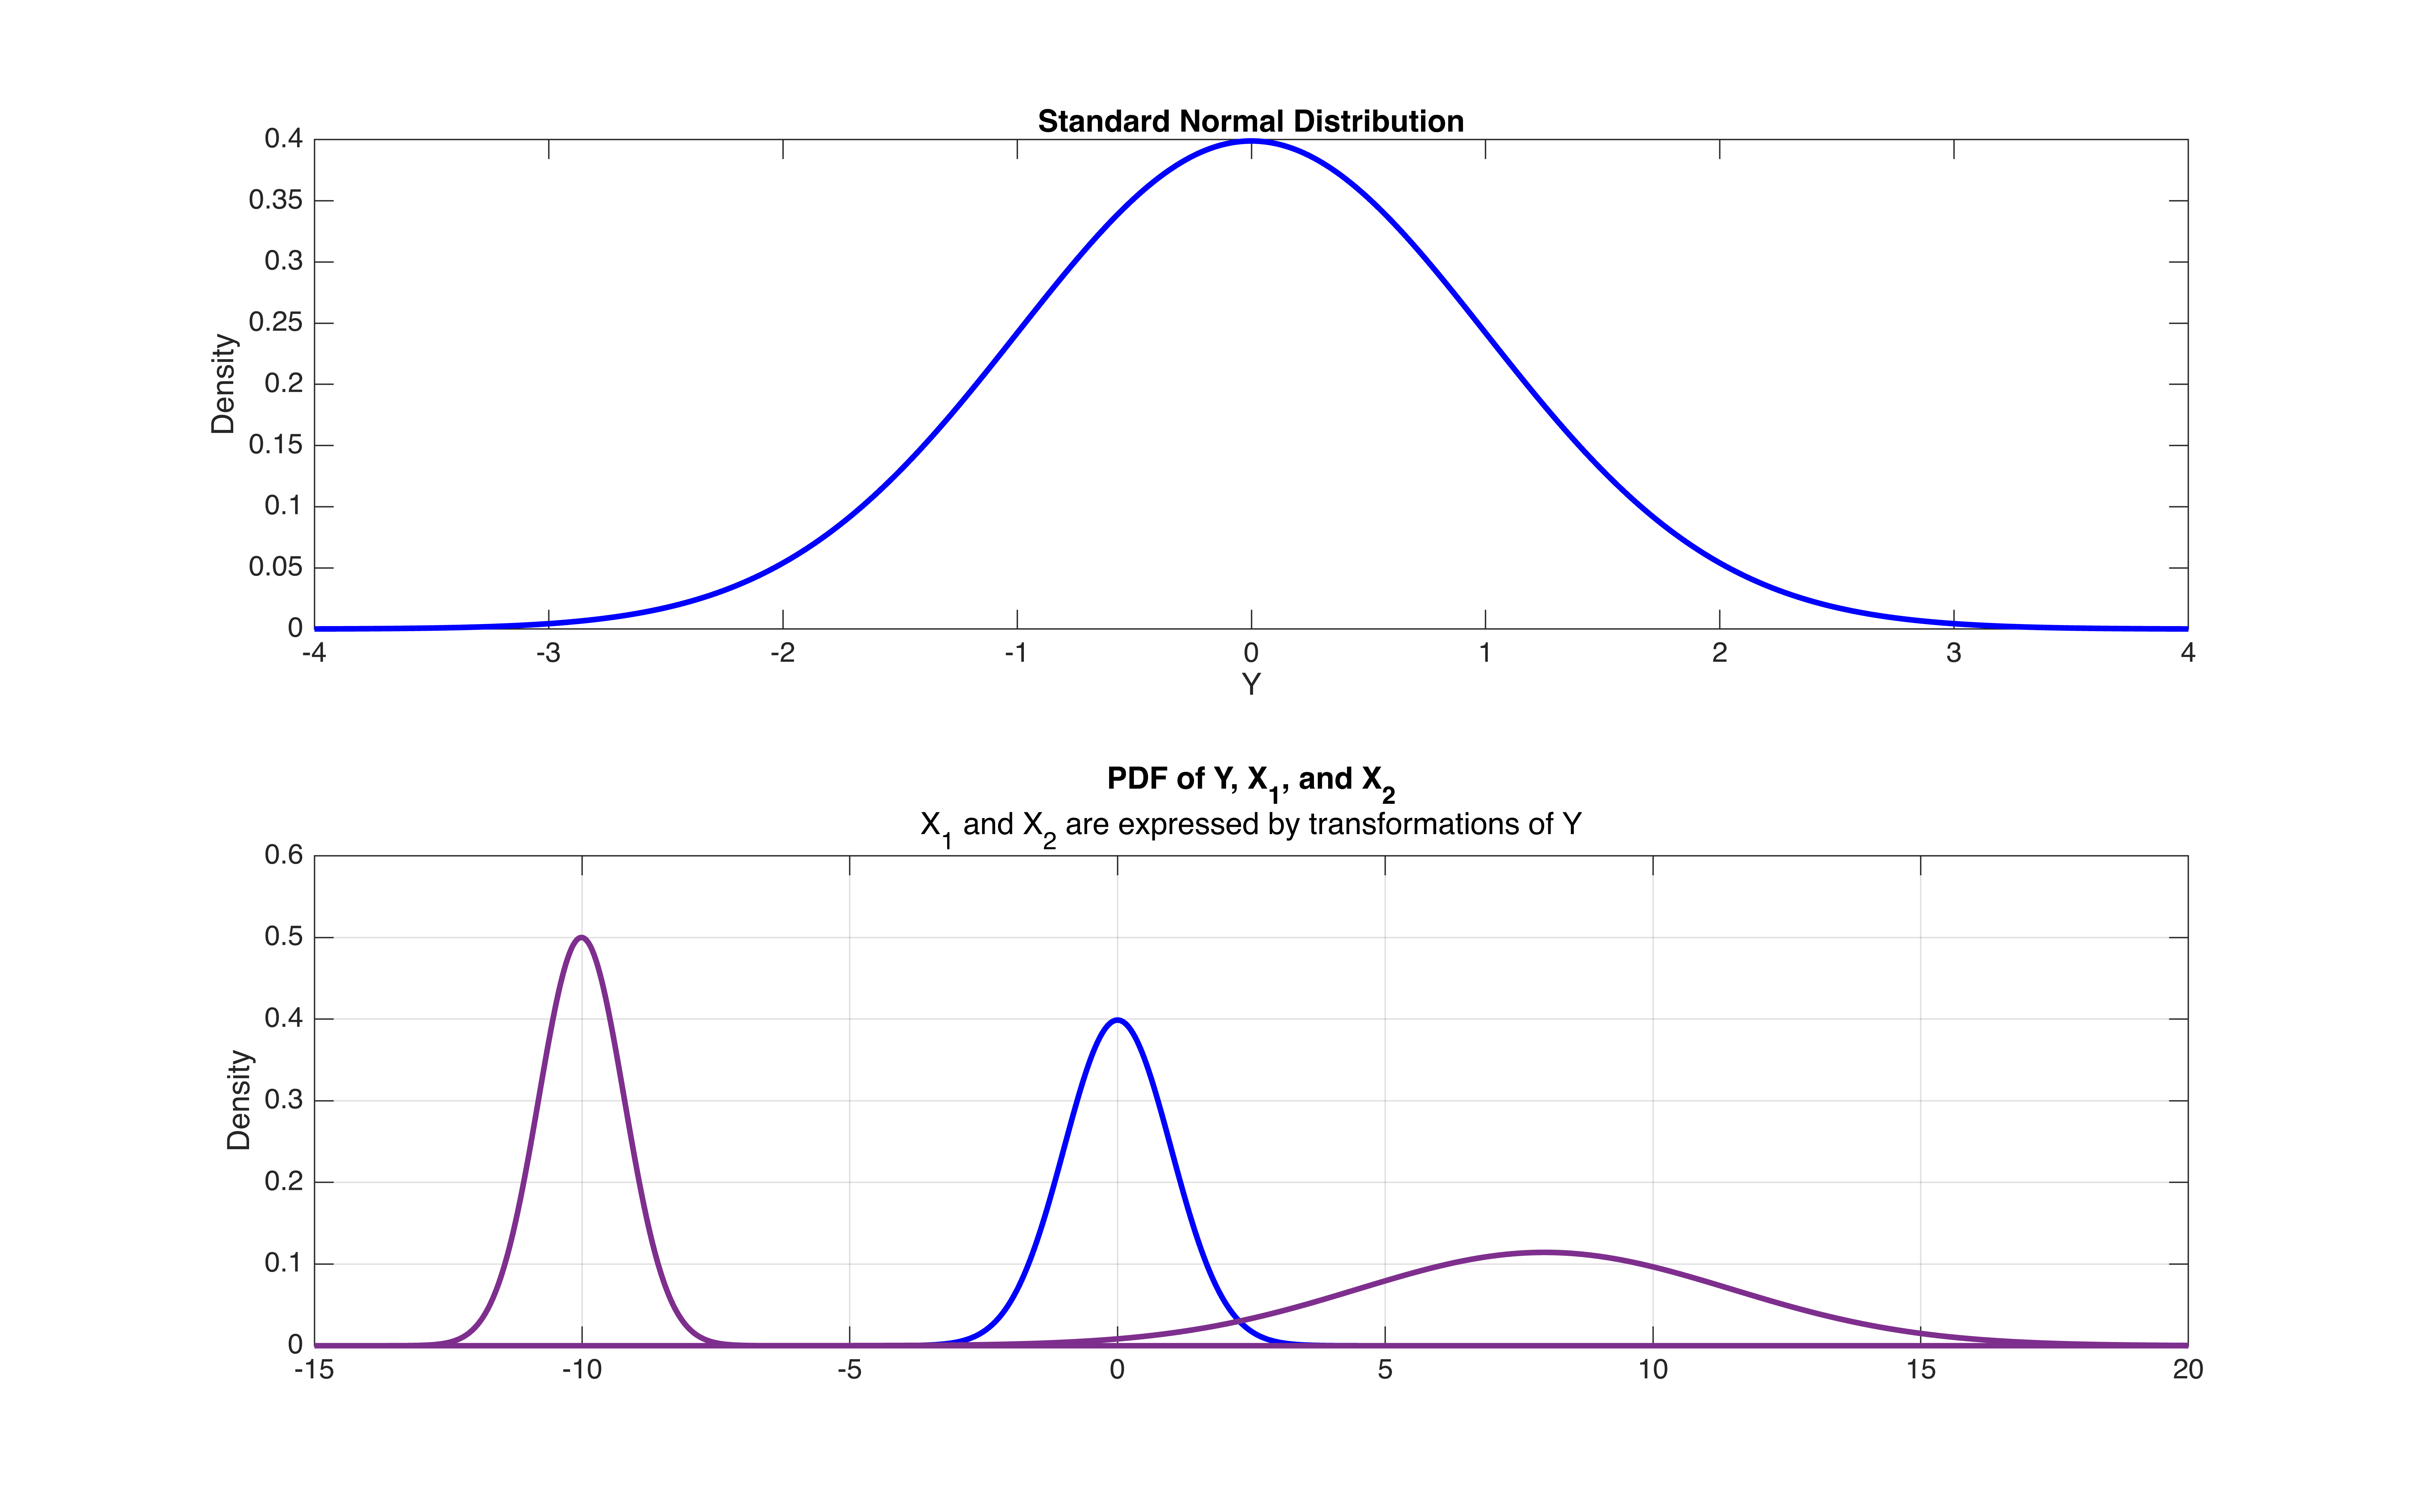 Standard Normal Distribution
0.4
0.35
0.3
0.25
0.2
0.15
0.1
0.05
0
Density
-4 -3 -2 -1 0 1 2 3 4
Y
PDF of Y, X1, and X2
X1 and X2 are expressed by transformations of Y
0.6
0.5
0.4
0.3
0.2
0.1
0
Density
-15 -10 -5 0 5 10 15 20